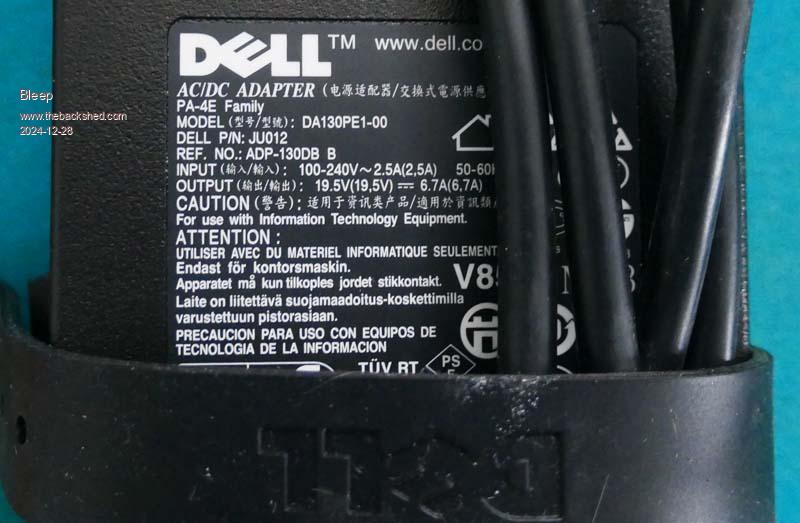 DELL™ www.dell.co
AC/DC ADAPTER (电源适配器/交換式電源供應
PA-4E Family
MODEL (型号/型號): DA130PE1-00
DELL P/N: JU012
REF. NO.: ADP-130DB B
INPUT (输入/輸入): 100-240V～2.5A(2,5A) 50-60H
OUTPUT (输出/輸出): 19.5V(19,5V) ⎓ 6.7A(6,7A)
CAUTION (警告): 适用于资讯类产品/適用於資訊類
For use with Information Technology Equipment.
ATTENTION :
UTILISER AVEC DU MATERIEL INFORMATIQUE SEULEMENT
Endast för kontorsmaskin.
Apparatet må kun tilkoples jordet stikkontakt.
V8
Laite on liitettävä suojamaadoitus-koskettimilla
varustettuun pistorasiaan.
PRECAUCION PARA USO CON EQUIPOS DE
TECNOLOGIA DE LA INFORMACION
TÜV RT
PS
E
DELL
Bleep
www.thebackshed.com
2024-12-28